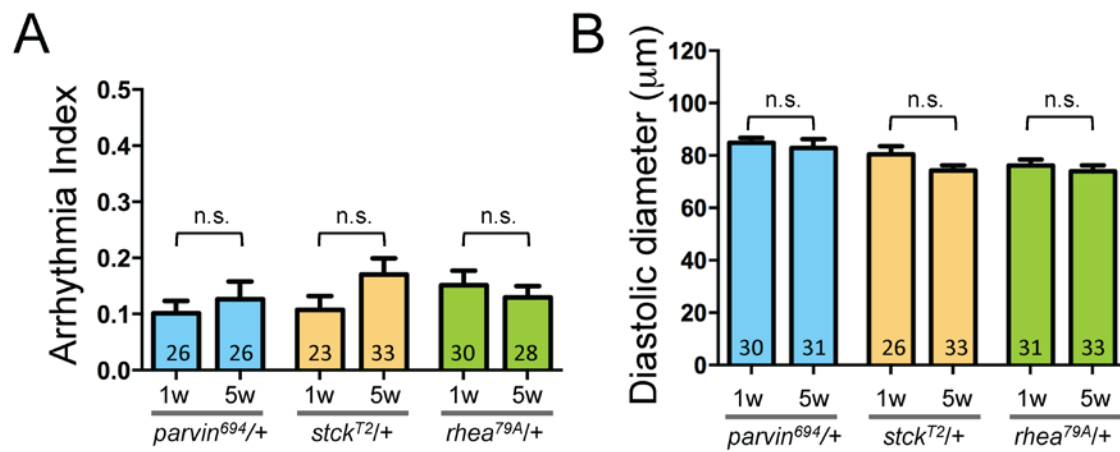 A
Arrhythmia Index
0.5
0.4
0.3
0.2
0.1
0.0
n.s. n.s. n.s.
26 26 23 33 30 28
1w 5w 1w 5w 1w 5w
parvin⁶⁹⁴/+ stckᵀ²/+ rhea⁷⁹ᴬ/+
B
Diastolic diameter (μm)
120
100
80
60
40
20
0
n.s. n.s. n.s.
30 31 26 33 31 33
1w 5w 1w 5w 1w 5w
parvin⁶⁹⁴/+ stckᵀ²/+ rhea⁷⁹ᴬ/+